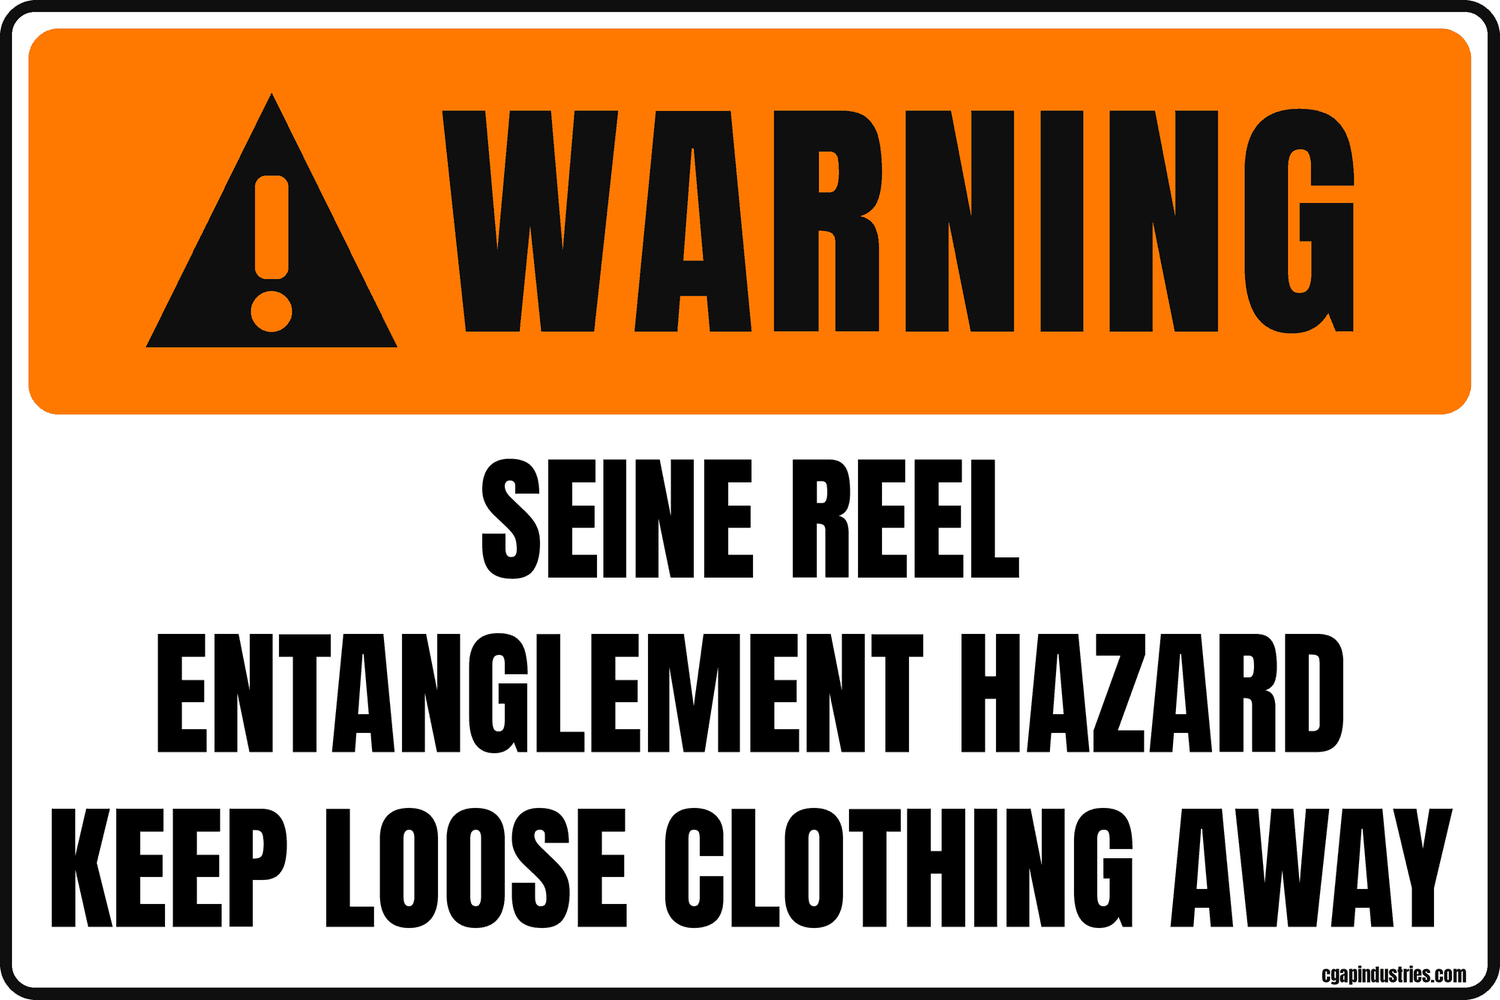 WARNING
SEINE REEL
ENTANGLEMENT HAZARD
KEEP LOOSE CLOTHING AWAY
cgapindustries.com